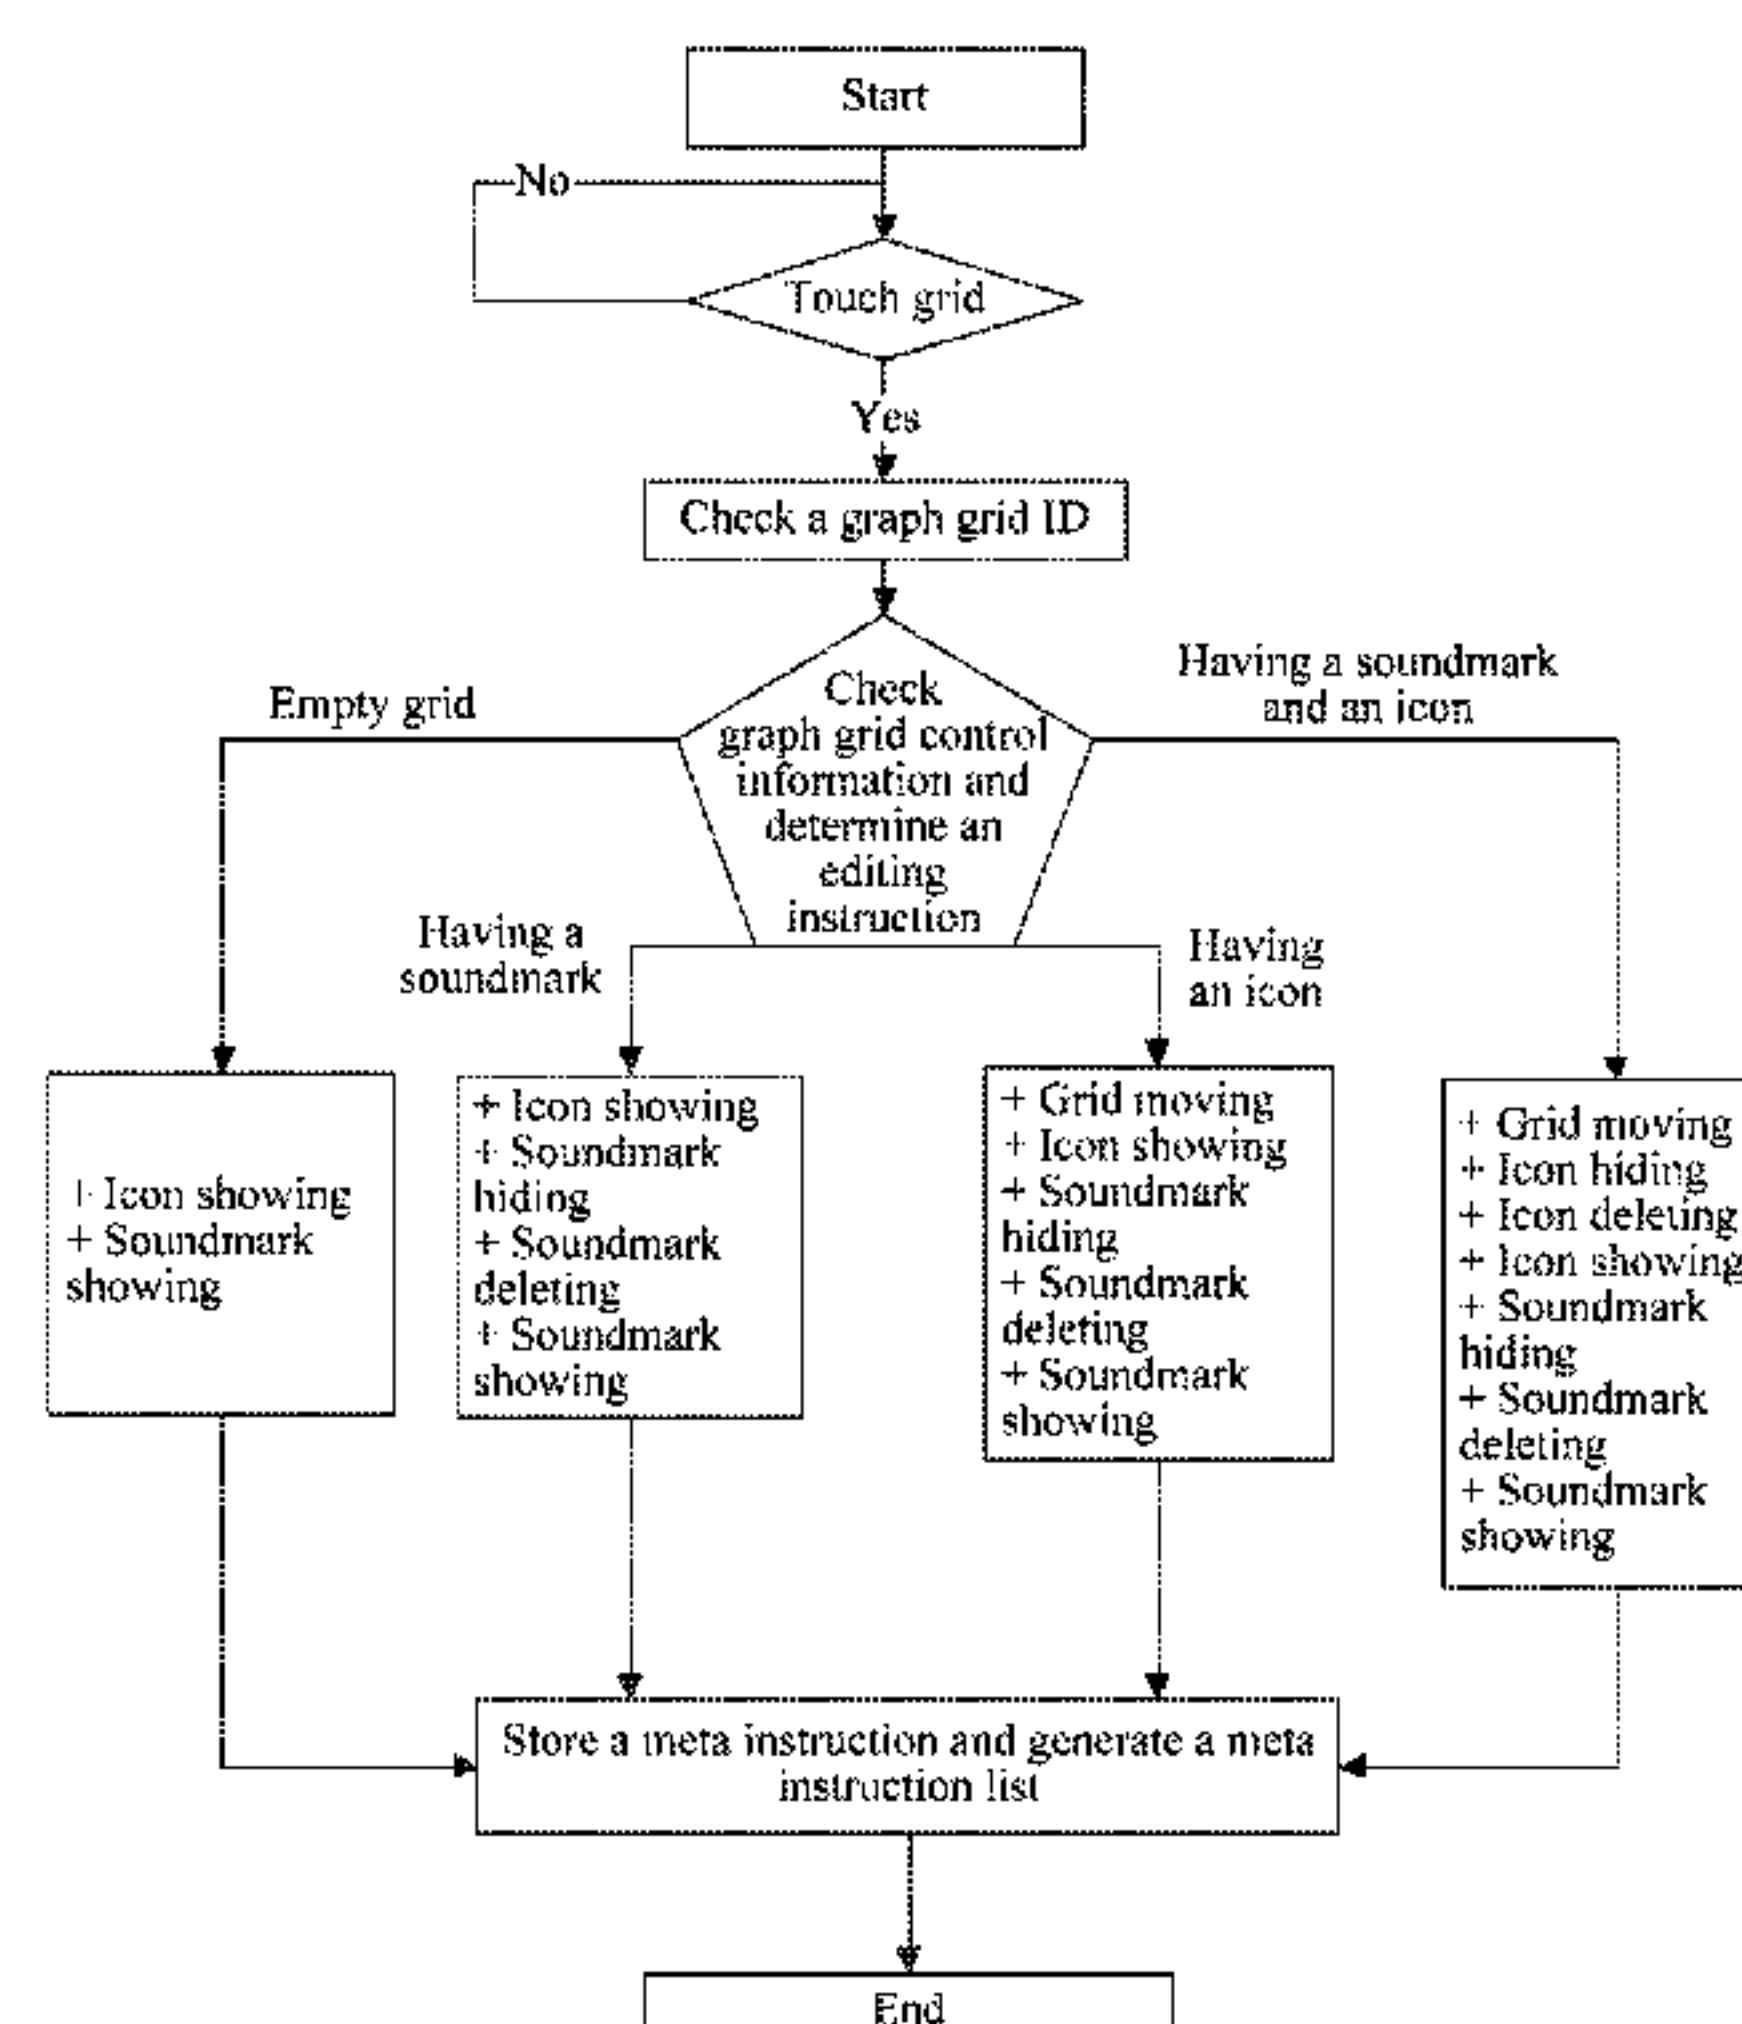 Start
No
Touch grid
Yes
Check a graph grid ID
Check
graph grid control
information and
determine an
editing
instruction
Empty grid
Having a soundmark
and an icon
Having a
soundmark
Having
an icon
+ Icon showing
+ Soundmark
showing
+ Icon showing
+ Soundmark
hiding
+ Soundmark
deleting
+ Soundmark
showing
+ Grid moving
+ Icon showing
+ Soundmark
hiding
+ Soundmark
deleting
+ Soundmark
showing
+ Grid moving
+ Icon hiding
+ Icon deleting
+ Icon showing
+ Soundmark
hiding
+ Soundmark
deleting
+ Soundmark
showing
Store a meta instruction and generate a meta
instruction list
End